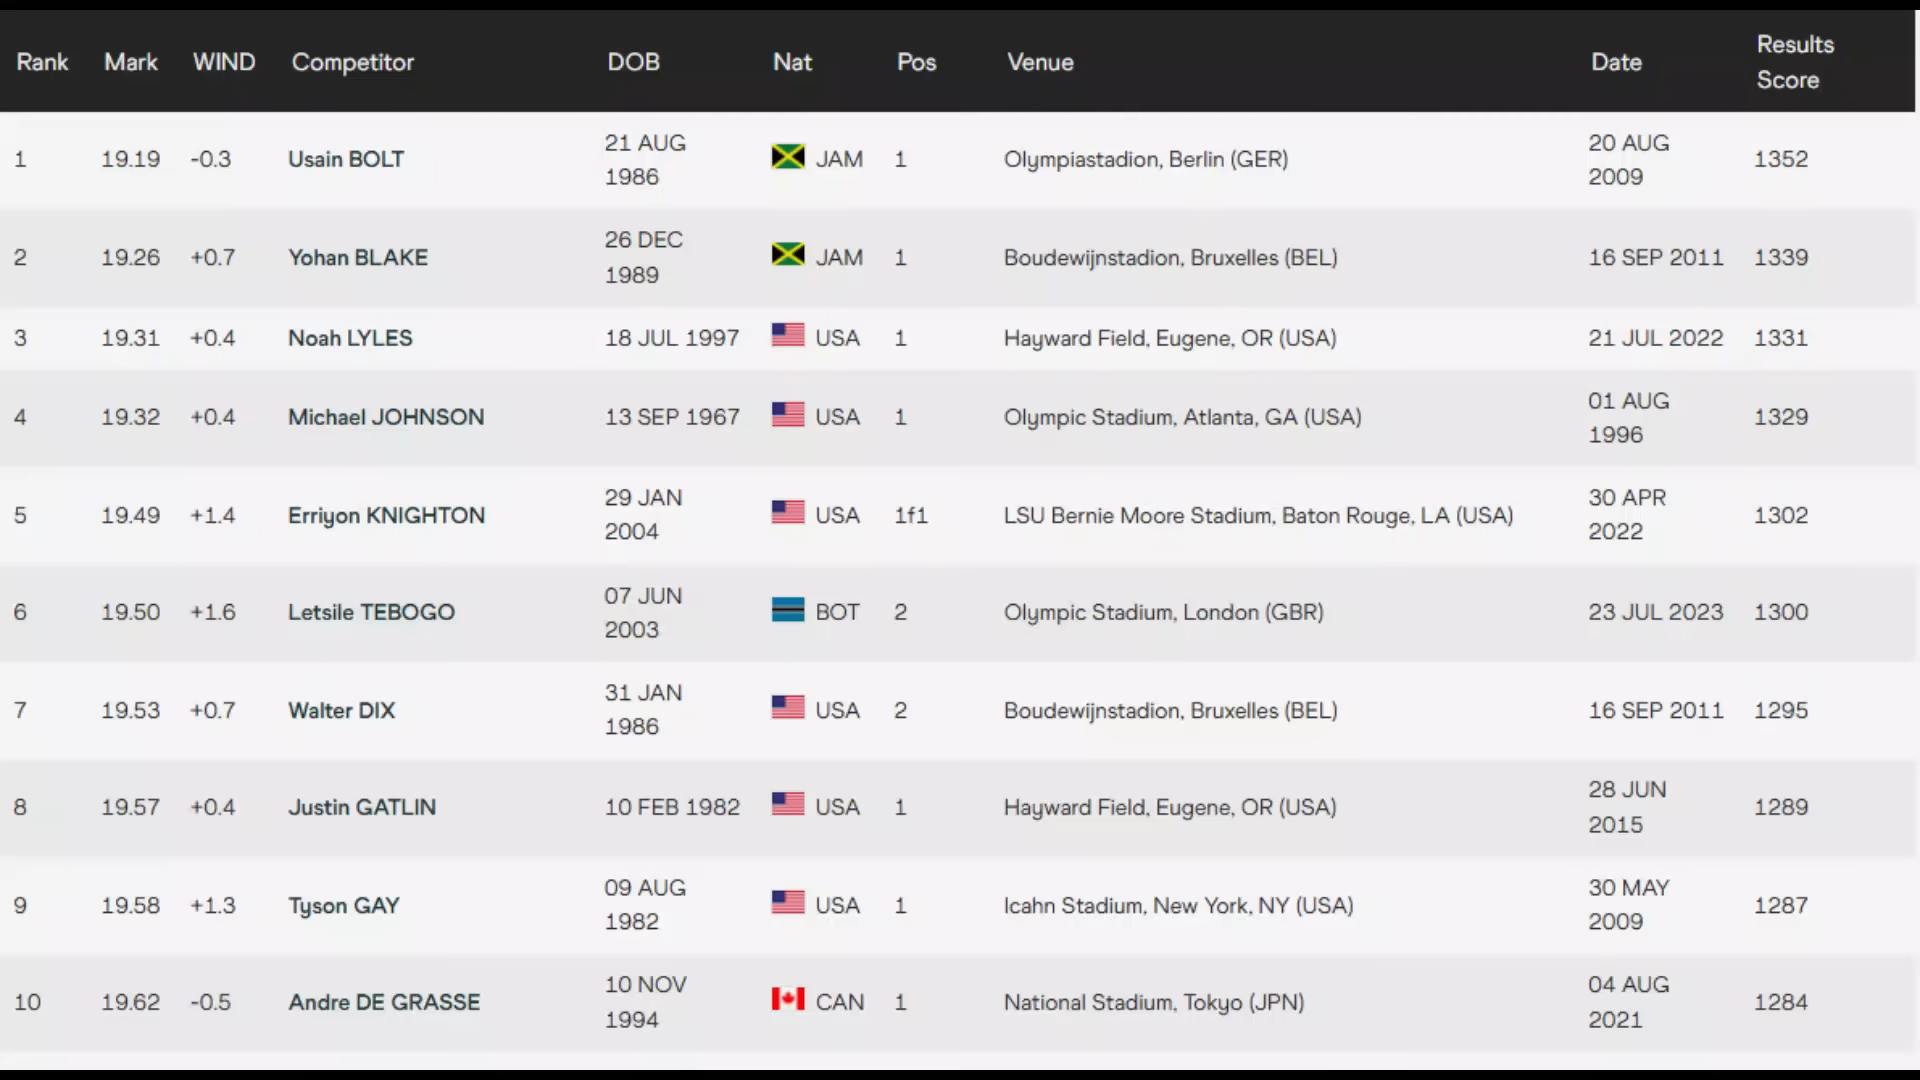 Rank Mark WIND Competitor DOB Nat Pos Venue Date Results Score
1 19.19 -0.3 Usain BOLT 21 AUG 1986 JAM 1 Olympiastadion, Berlin (GER) 20 AUG 2009 1352
2 19.26 +0.7 Yohan BLAKE 26 DEC 1989 JAM 1 Boudewijnstadion, Bruxelles (BEL) 16 SEP 2011 1339
3 19.31 +0.4 Noah LYLES 18 JUL 1997 USA 1 Hayward Field, Eugene, OR (USA) 21 JUL 2022 1331
4 19.32 +0.4 Michael JOHNSON 13 SEP 1967 USA 1 Olympic Stadium, Atlanta, GA (USA) 01 AUG 1996 1329
5 19.49 +1.4 Erriyon KNIGHTON 29 JAN 2004 USA 1f1 LSU Bernie Moore Stadium, Baton Rouge, LA (USA) 30 APR 2022 1302
6 19.50 +1.6 Letsile TEBOGO 07 JUN 2003 BOT 2 Olympic Stadium, London (GBR) 23 JUL 2023 1300
7 19.53 +0.7 Walter DIX 31 JAN 1986 USA 2 Boudewijnstadion, Bruxelles (BEL) 16 SEP 2011 1295
8 19.57 +0.4 Justin GATLIN 10 FEB 1982 USA 1 Hayward Field, Eugene, OR (USA) 28 JUN 2015 1289
9 19.58 +1.3 Tyson GAY 09 AUG 1982 USA 1 Icahn Stadium, New York, NY (USA) 30 MAY 2009 1287
10 19.62 -0.5 Andre DE GRASSE 10 NOV 1994 CAN 1 National Stadium, Tokyo (JPN) 04 AUG 2021 1284